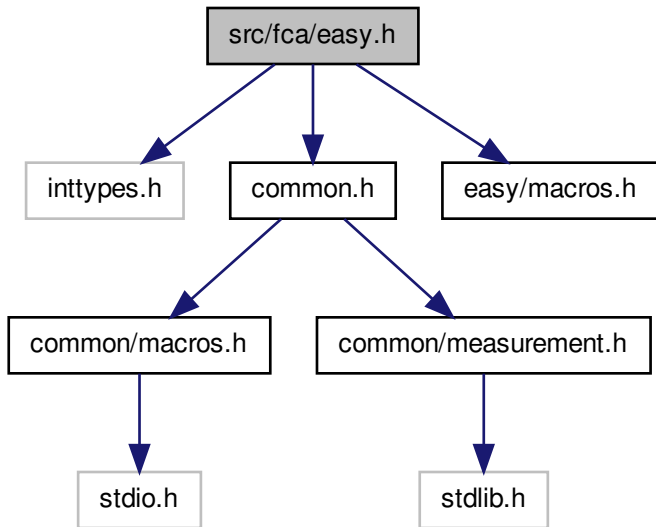 src/fca/easy.h
inttypes.h
common.h
easy/macros.h
common/macros.h
common/measurement.h
stdio.h
stdlib.h